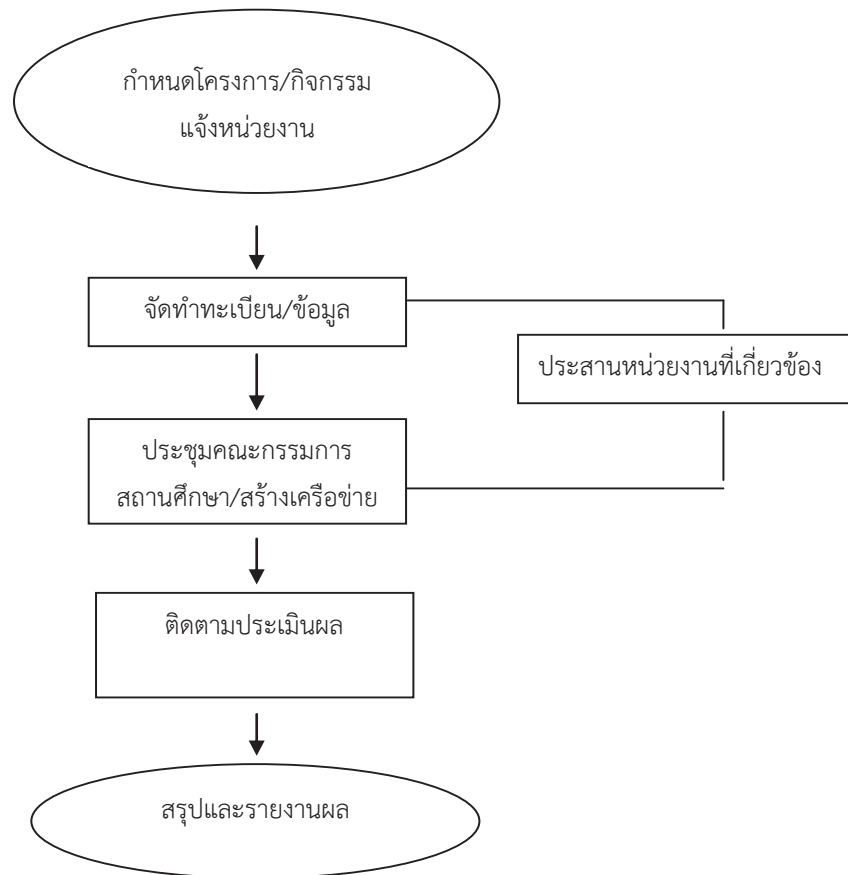 กำหนดโครงการ/กิจกรรม
แจ้งหน่วยงาน
จัดทำทะเบียน/ข้อมูล
ประสานหน่วยงานที่เกี่ยวข้อง
ประชุมคณะกรรมการ
สถานศึกษา/สร้างเครือข่าย
ติดตามประเมินผล
สรุปและรายงานผล